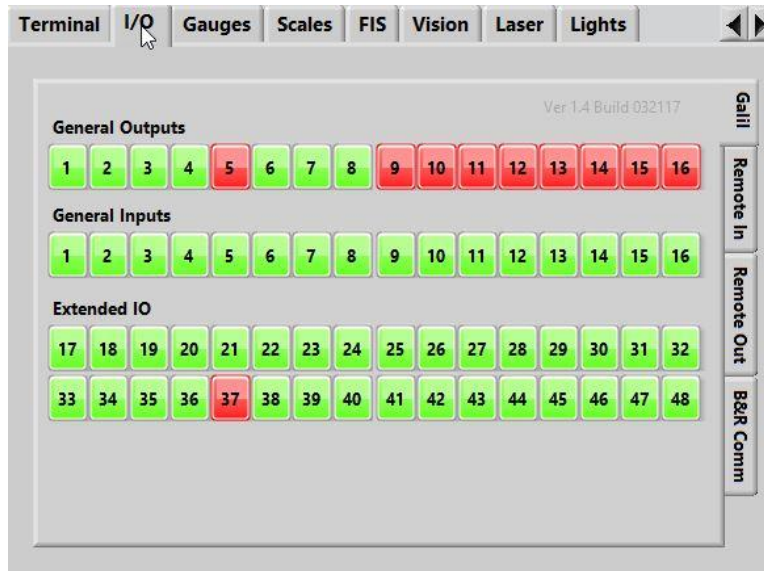 Terminal I/O Gauges Scales FIS Vision Laser Lights
Ver 1.4 Build 032117
General Outputs
1 2 3 4 5 6 7 8 9 10 11 12 13 14 15 16
General Inputs
1 2 3 4 5 6 7 8 9 10 11 12 13 14 15 16
Extended IO
17 18 19 20 21 22 23 24 25 26 27 28 29 30 31 32
33 34 35 36 37 38 39 40 41 42 43 44 45 46 47 48
Galil
Remote In
Remote Out
B&R Comm